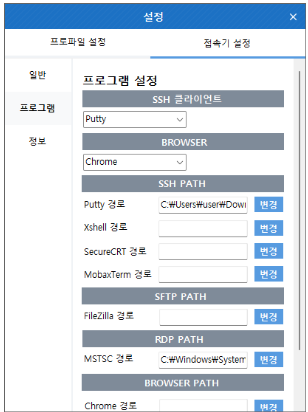 설정 ×
프로파일 설정 접속기 설정
일반
프로그램
정보
프로그램 설정
SSH 클라이언트
Putty
BROWSER
Chrome
SSH PATH
Putty 경로 C:₩Users₩user₩Dow 변경
Xshell 경로 변경
SecureCRT 경로 변경
MobaxTerm 경로 변경
SFTP PATH
FileZilla 경로 변경
RDP PATH
MSTSC 경로 C:₩Windows₩System 변경
BROWSER PATH
Chrome 경로 변경